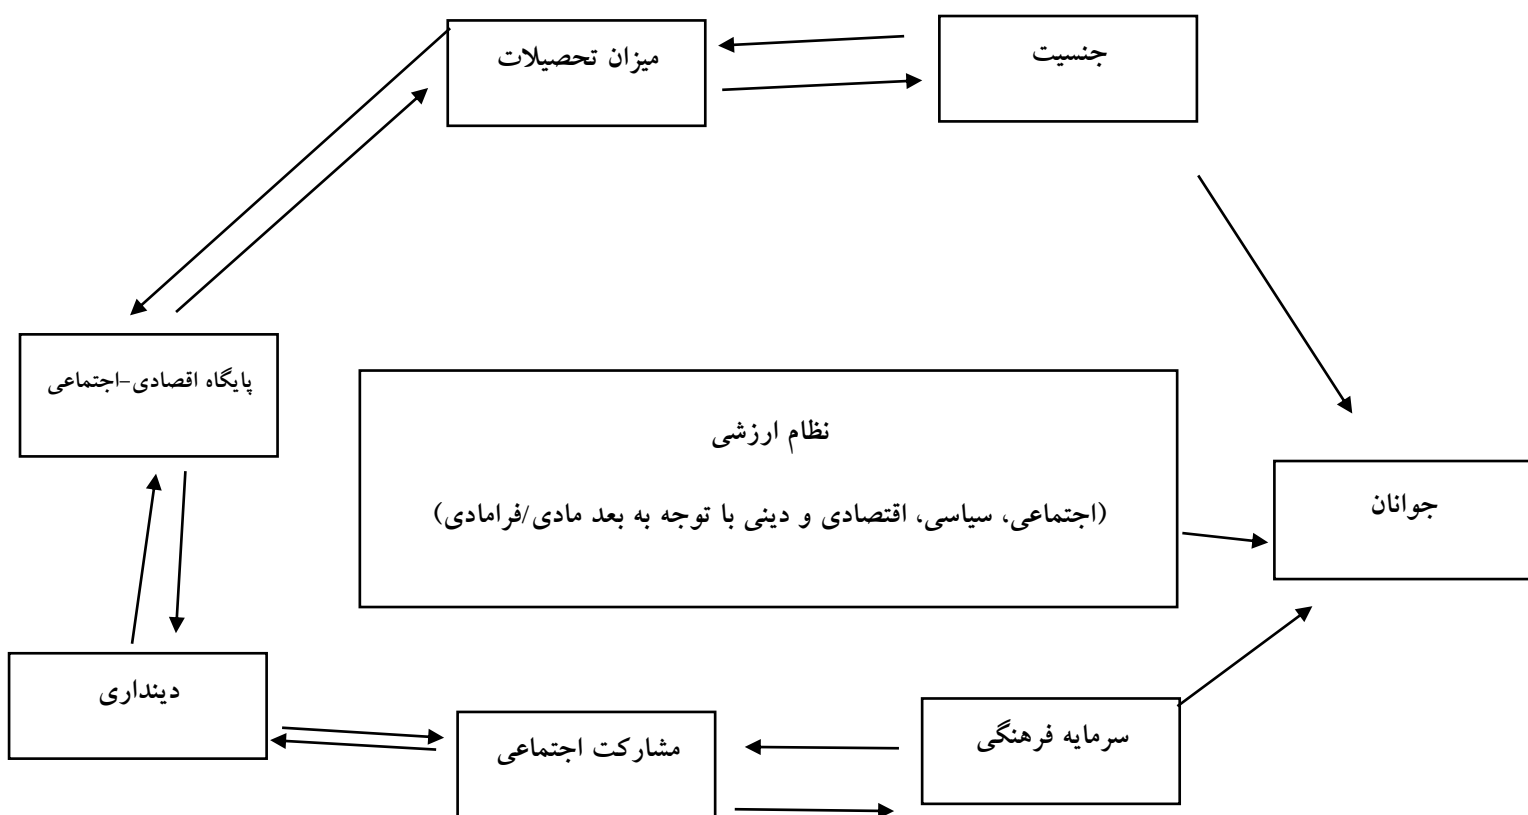 جنسیت
میزان تحصیلات
پایگاه اقتصادی-اجتماعی
نظام ارزشی
(اجتماعی، سیاسی، اقتصادی و دینی با توجه به بعد مادی/فرامادی)
جوانان
دینداری
مشارکت اجتماعی
سرمایه فرهنگی